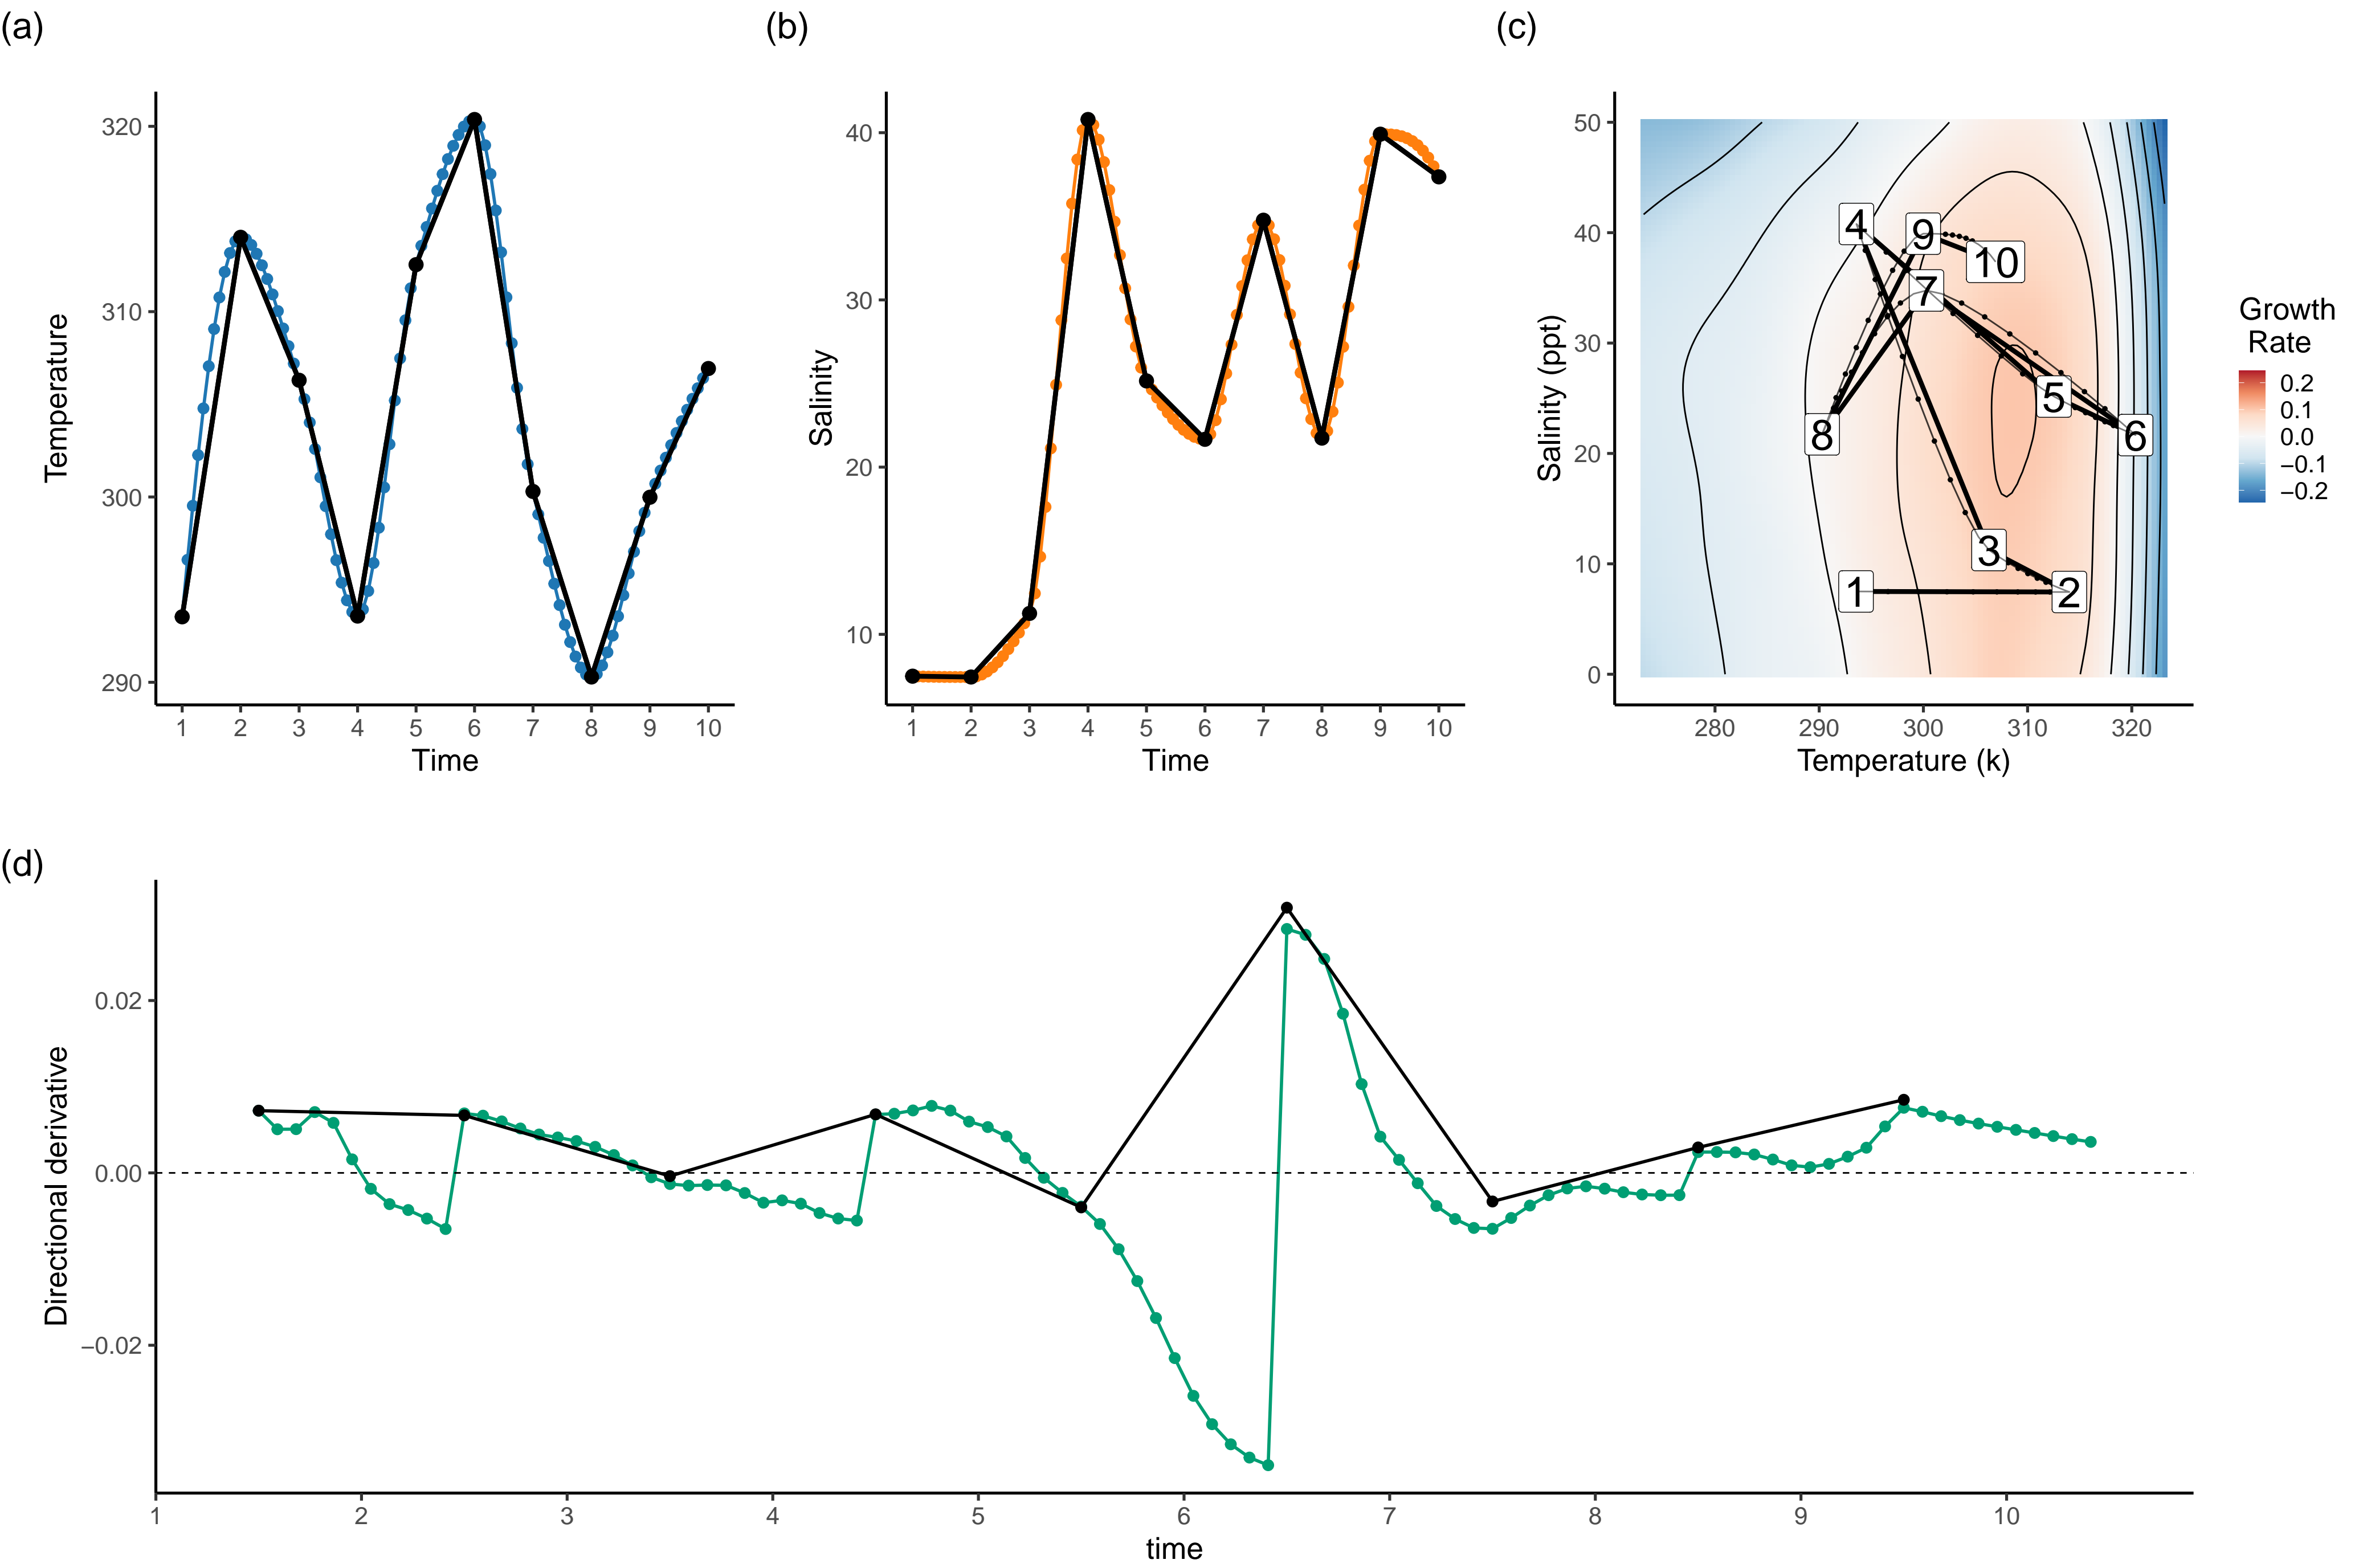 (a)
320
310
300
290
Temperature
1 2 3 4 5 6 7 8 9 10
Time
(b)
40
30
20
10
Salinity
1 2 3 4 5 6 7 8 9 10
Time
(c)
50
40
30
20
10
0
Salinity (ppt)
4
9
10
7
5
8
6
3
1
2
280 290 300 310 320
Temperature (k)
Growth
Rate
0.2
0.1
0.0
−0.1
−0.2
(d)
0.02
0.00
−0.02
Directional derivative
1 2 3 4 5 6 7 8 9 10
time